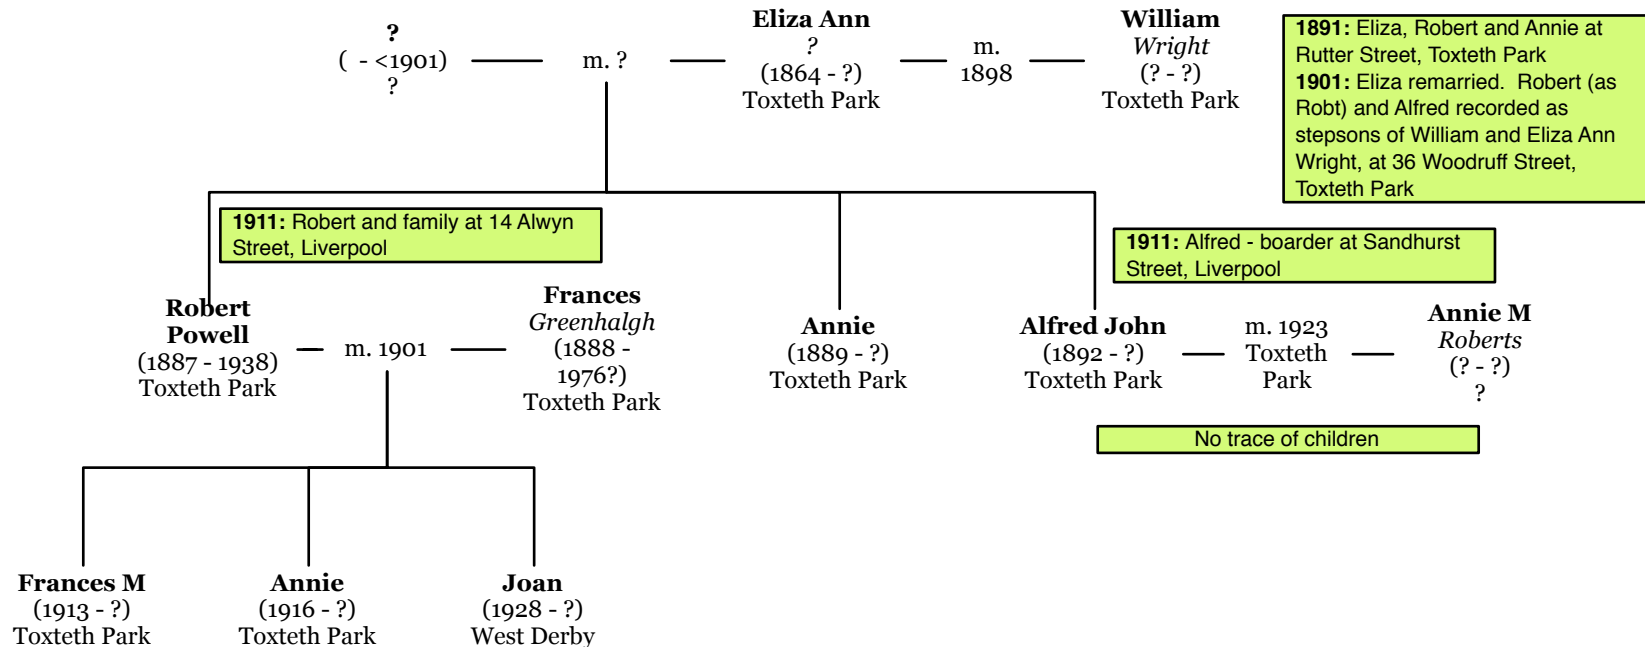 ?
( - <1901)
?
m. ?
Eliza Ann
?
(1864 - ?)
Toxteth Park
m.
1898
William
Wright
(? - ?)
Toxteth Park
1891: Eliza, Robert and Annie at
Rutter Street, Toxteth Park
1901: Eliza remarried. Robert (as
Robt) and Alfred recorded as
stepsons of William and Eliza Ann
Wright, at 36 Woodruff Street,
Toxteth Park
1911: Robert and family at 14 Alwyn
Street, Liverpool
1911: Alfred - boarder at Sandhurst
Street, Liverpool
Robert
Powell
(1887 - 1938)
Toxteth Park
m. 1901
Frances
Greenhalgh
(1888 -
1976?)
Toxteth Park
Annie
(1889 - ?)
Toxteth Park
Alfred John
(1892 - ?)
Toxteth Park
m. 1923
Toxteth
Park
Annie M
Roberts
(? - ?)
?
No trace of children
Frances M
(1913 - ?)
Toxteth Park
Annie
(1916 - ?)
Toxteth Park
Joan
(1928 - ?)
West Derby